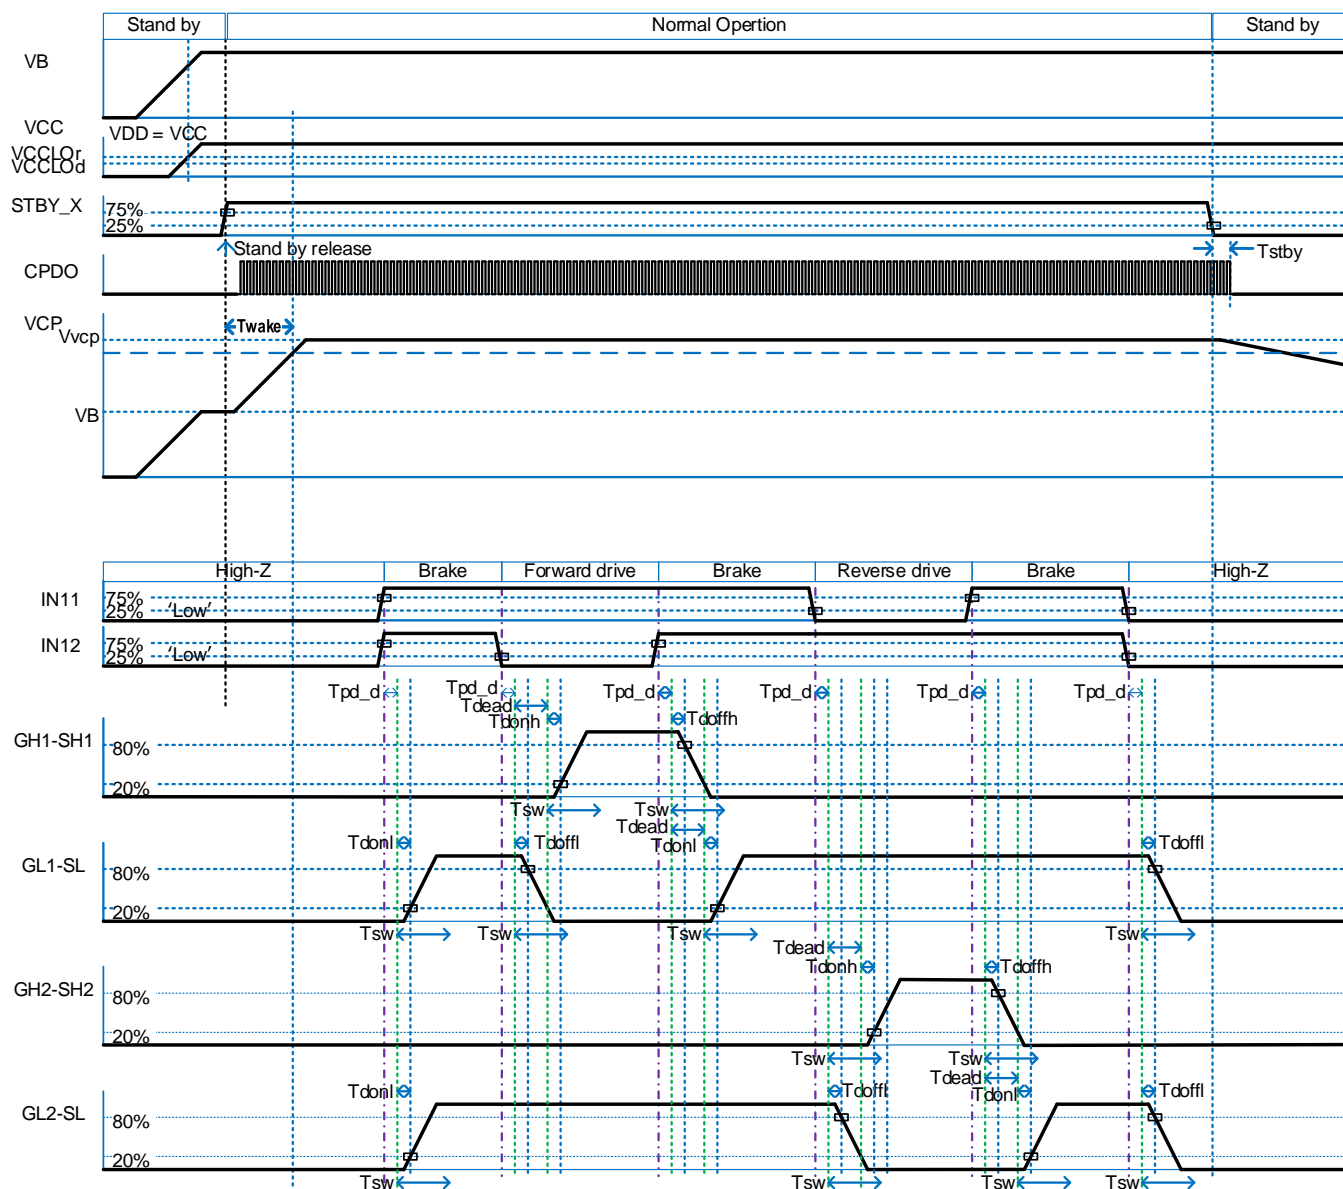 Stand by Normal Opertion Stand by
VB
VCC VDD = VCC
VCCLOr
VCCLOd
STBY_X 75%
25%
Stand by release Tstby
CPDO
VCP Vvcp Twake
VB
High-Z Brake Forward drive Brake Reverse drive Brake High-Z
IN11 75%
25% 'Low'
IN12 75%
25% 'Low'
Tpd_d Tpd_d Tpd_d Tpd_d Tpd_d Tpd_d
Tdead
Tdonh Tdoffh
GH1-SH1 80%
20%
Tsw Tsw
Tdead
Tdonl Tdoffl Tdonl Tdoffl
GL1-SL 80%
20%
Tsw Tsw Tsw Tsw
Tdead
Tdonh Tdoffh
GH2-SH2 80%
20%
Tsw Tsw
Tdead
Tdonl Tdoffl Tdonl Tdoffl
GL2-SL 80%
20%
Tsw Tsw Tsw Tsw